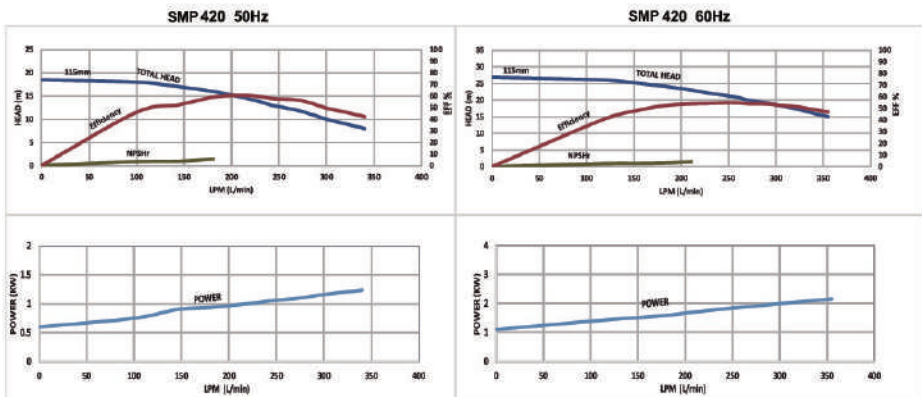 SMP 420 50Hz
SMP 420 60Hz
25
20
15
10
5
0
HEAD (m)
315mm
TOTAL HEAD
Efficiency
NPSHr
100
90
80
70
60
50
40
30
20
10
0
EFF %
0 50 100 150 200 250 300 350 400
LPM (L/min)
35
30
25
20
15
10
5
0
HEAD (m)
115mm
TOTAL HEAD
Efficiency
NPSHr
100
90
80
70
60
50
40
30
20
10
0
EFF %
0 50 100 150 200 250 300 350 400
LPM (L/min)
2
1.5
1
0.5
0
POWER (KW)
POWER
0 50 100 150 200 250 300 350 400
LPM (L/min)
4
3
2
1
0
POWER (KW)
POWER
0 50 100 150 200 250 300 350 400
LPM (L/min)